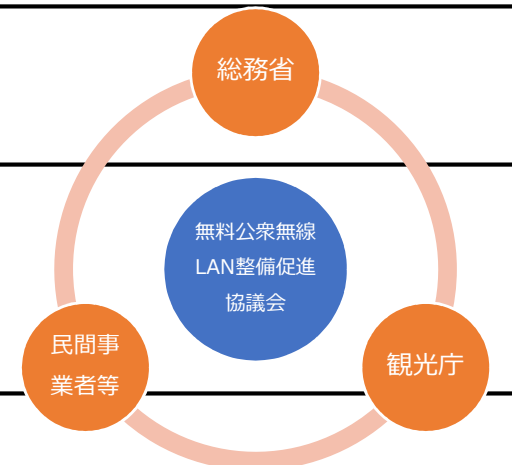 総務省
無料公衆無線
LAN整備促進
協議会
民間事
業者等
観光庁